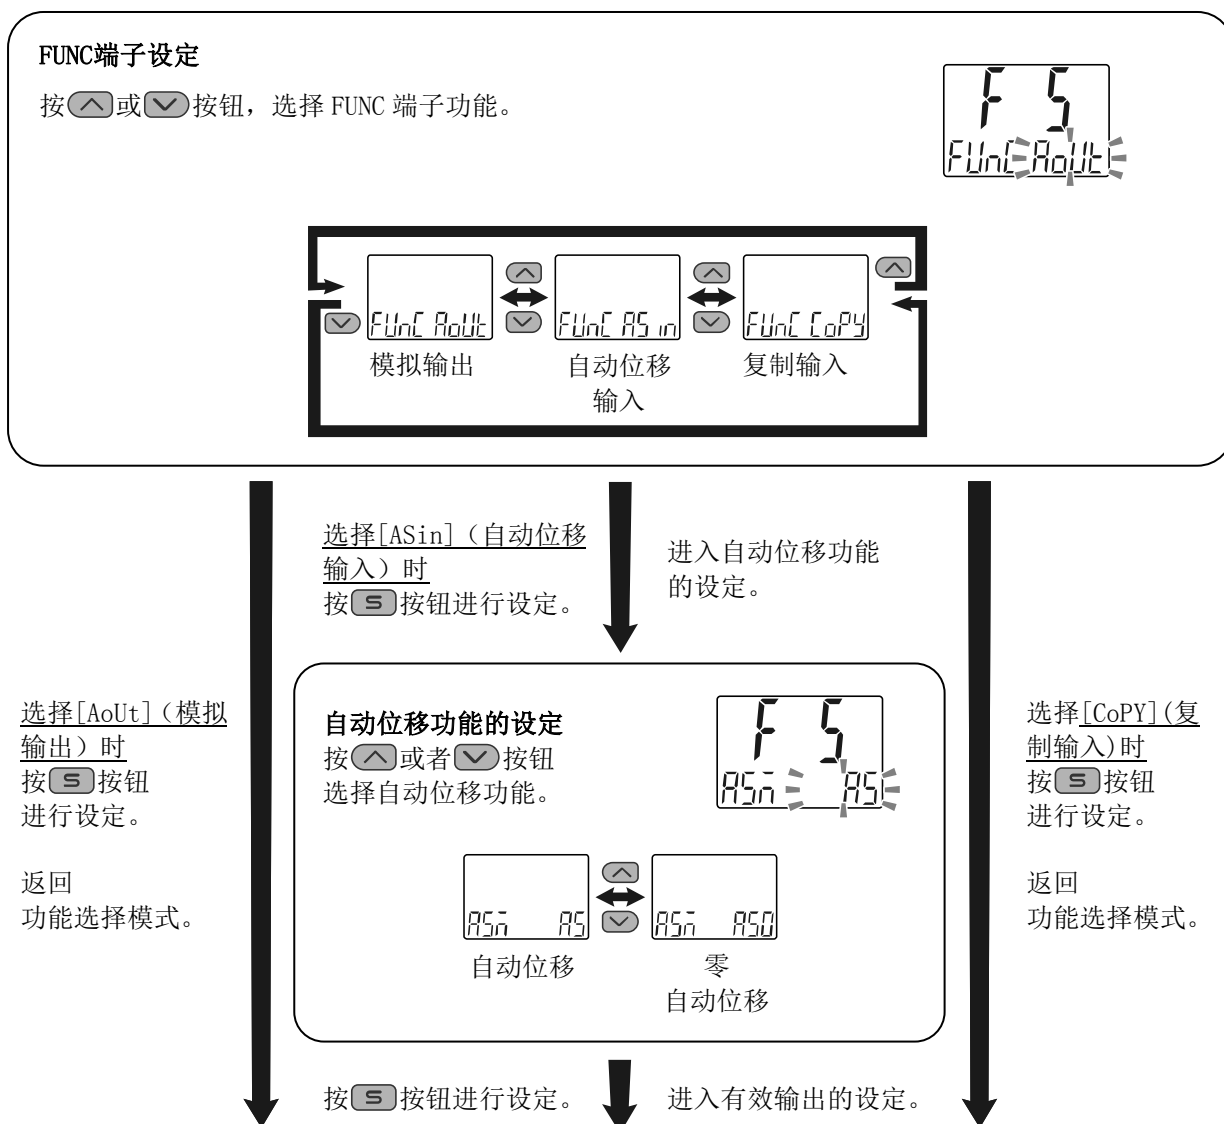 FUNC端子设定
按或按钮，选择 FUNC 端子功能。
F S
FUnC AoUt
FUnC AoUt
FUnC ASin
FUnC CoPY
模拟输出
自动位移
输入
复制输入
选择[ASin]（自动位移
输入）时
按S按钮进行设定。
进入自动位移功能
的设定。
选择[AoUt]（模拟
输出）时
按S按钮
进行设定。
返回
功能选择模式。
自动位移功能的设定
按或者按钮
选择自动位移功能。
F S
ASm AS
ASm AS
ASm AS0
自动位移
零
自动位移
选择[CoPY](复
制输入)时
按S按钮
进行设定。
返回
功能选择模式。
按S按钮进行设定。
进入有效输出的设定。